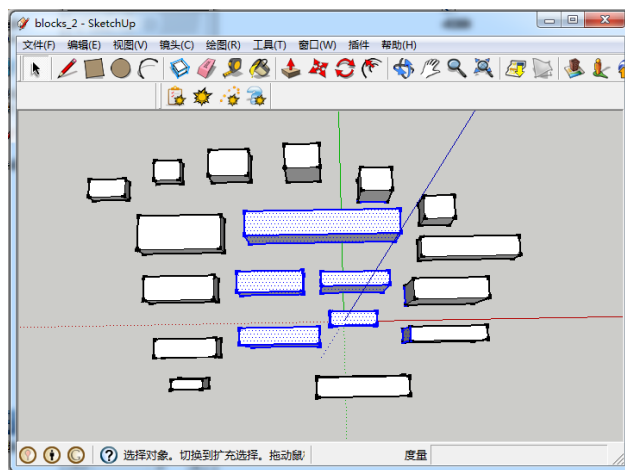 blocks_2 - SketchUp
文件(F) 编辑(E) 视图(V) 镜头(C) 绘图(R) 工具(T) 窗口(W) 插件 帮助(H)
选择对象。切换到扩充选择。拖动鼠 度量